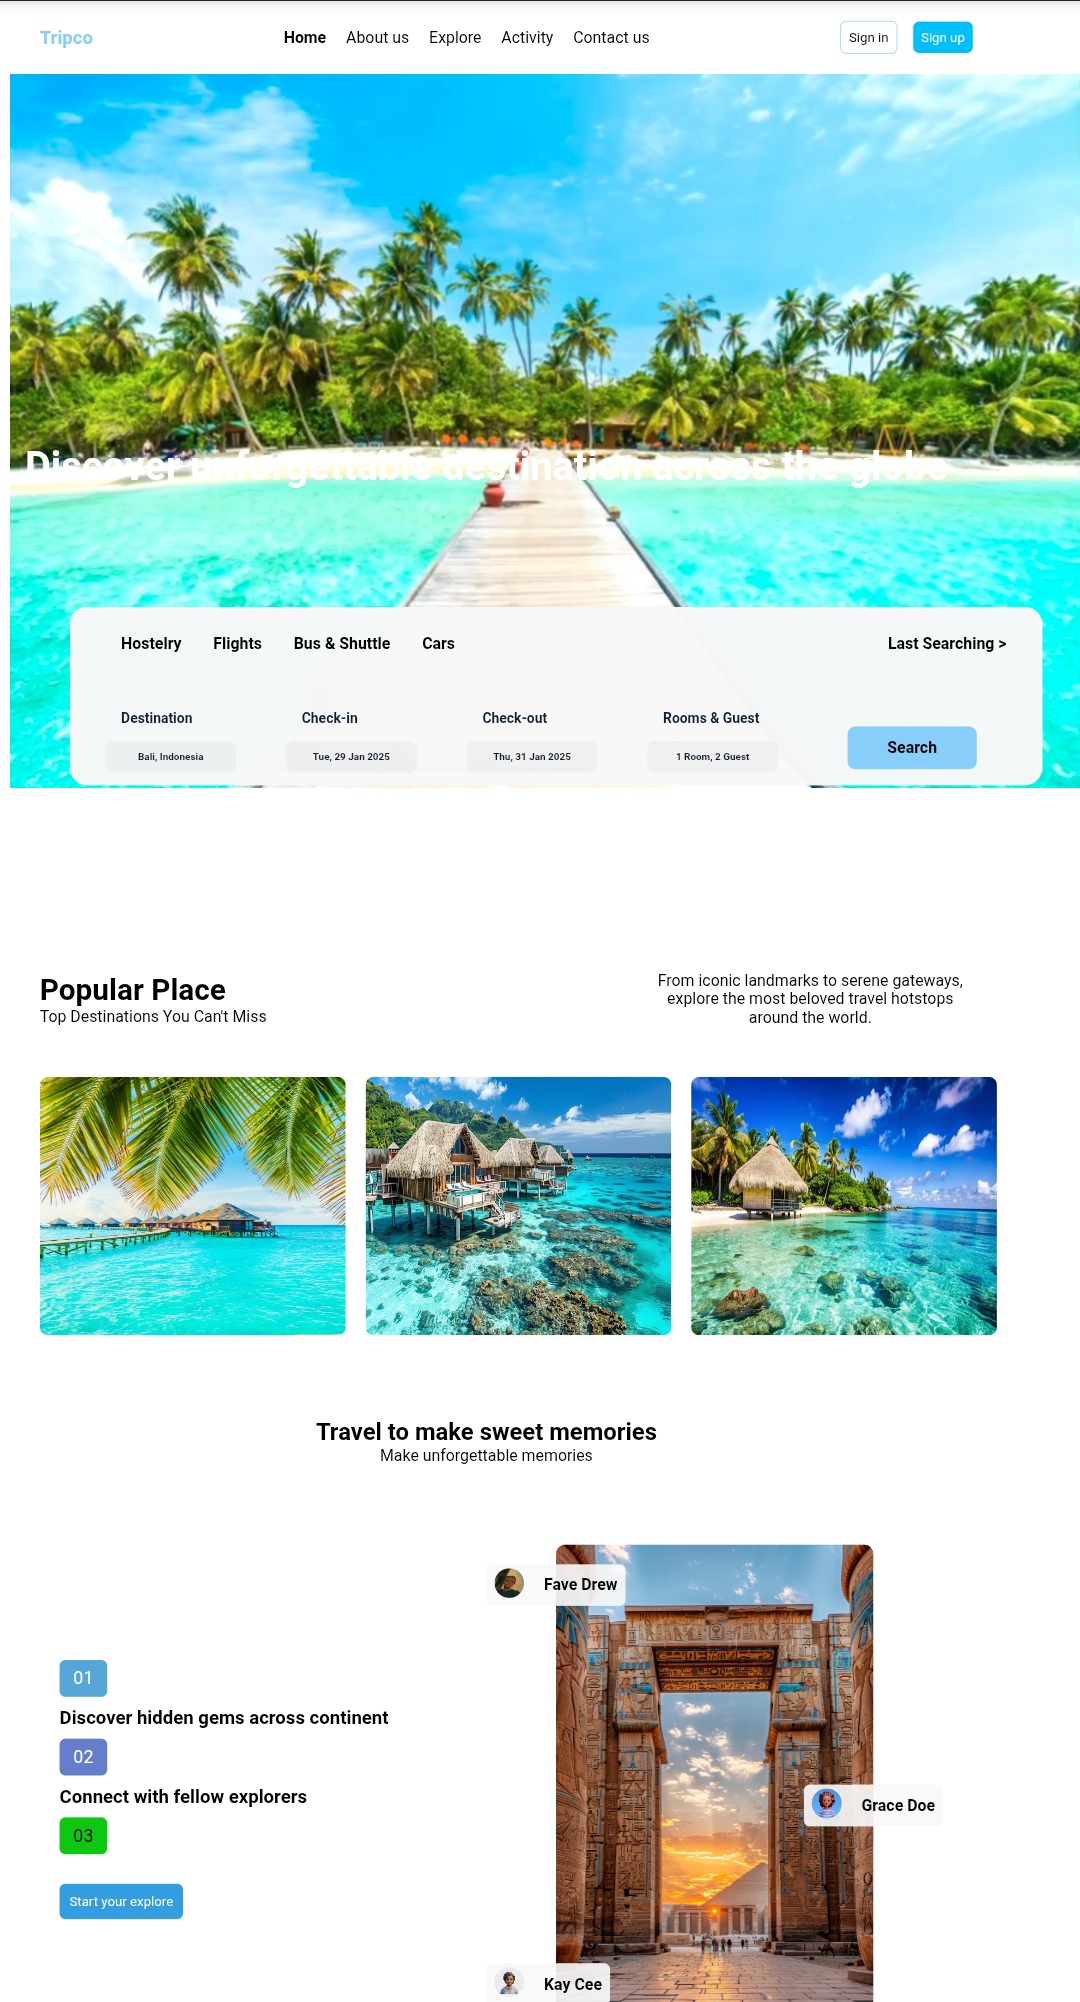 Tripco
Home About us Explore Activity Contact us
Sign in Sign up
Discover unforgettable destination across the globe
Hostelry Flights Bus & Shuttle Cars Last Searching >
Destination Check-in Check-out Rooms & Guest
Bali, Indonesia Tue, 29 Jan 2025 Thu, 31 Jan 2025 1 Room, 2 Guest
Search
Popular Place
Top Destinations You Can't Miss
From iconic landmarks to serene gateways,
explore the most beloved travel hotstops
around the world.
Travel to make sweet memories
Make unforgettable memories
Fave Drew
01
Discover hidden gems across continent
02
Connect with fellow explorers
Grace Doe
03
Start your explore
Kay Cee